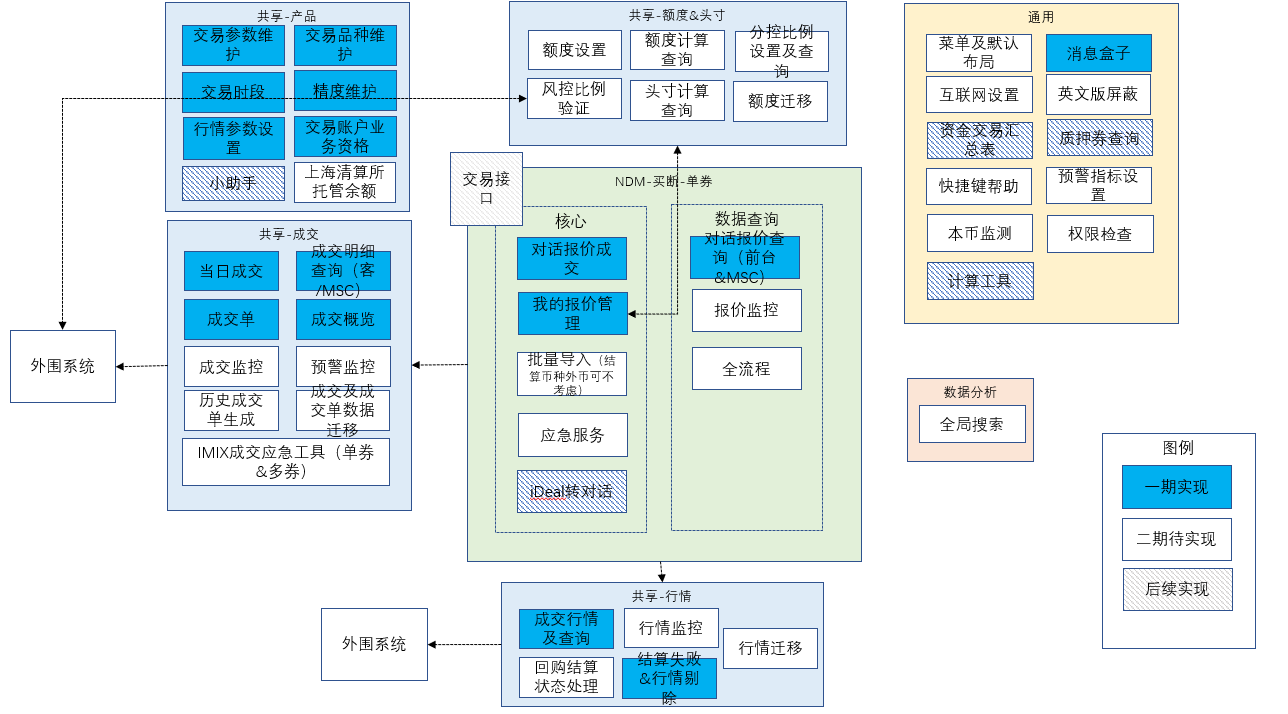 共享-产品
交易参数维
护
交易品种维
护
交易时段
精度维护
行情参数设
置
交易账户业
务资格
小助手
上海清算所
托管余额
共享-额度&头寸
额度设置
额度计算
查询
分控比例
设置及查
询
风控比例
验证
头寸计算
查询
额度迁移
通用
菜单及默认
布局
消息盒子
互联网设置
英文版屏蔽
资金交易汇
总表
质押券查询
快捷键帮助
预警指标设
置
本币监测
权限检查
计算工具
交易接
口
NDM-买断-单券
核心
对话报价成
交
我的报价管
理
批量导入（结
算币种外币可不
考虑）
应急服务
iDeal转对话
数据查询
对话报价查
询（前台
&MSC）
报价监控
全流程
共享-成交
当日成交
成交明细
查询（客
/MSC）
成交单
成交概览
成交监控
预警监控
历史成交
单生成
成交及成
交单数据
迁移
IMIX成交应急工具（单券
&多券）
外围系统
数据分析
全局搜索
图例
一期实现
二期待实现
后续实现
共享-行情
成交行情
及查询
行情监控
行情迁移
回购结算
状态处理
结算失败
&行情剔
除
外围系统